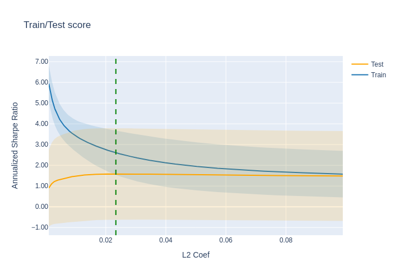 Train/Test score
7.00
6.00
5.00
4.00
3.00
2.00
1.00
0.00
−1.00
Annualized Sharpe Ratio
0.02
0.04
0.06
0.08
L2 Coef
Test
Train